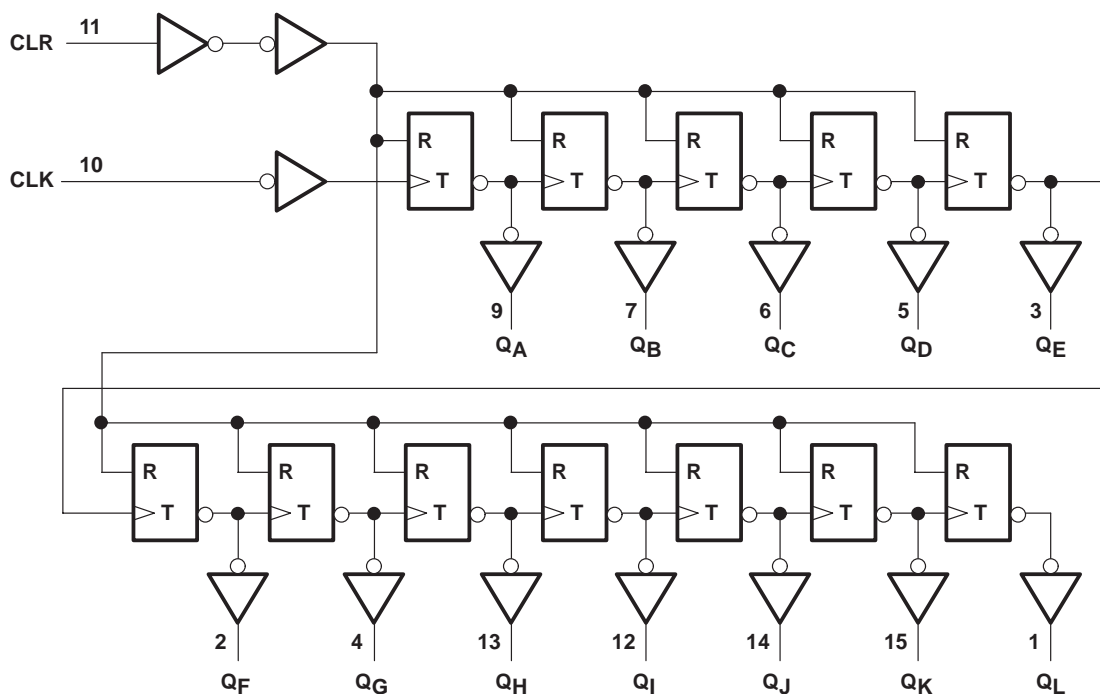 CLR 11
R R R R R
CLK 10
T T T T T
9 7 6 5 3
QA QB QC QD QE
R R R R R R R
T T T T T T T
2 4 13 12 14 15 1
QF QG QH QI QJ QK QL